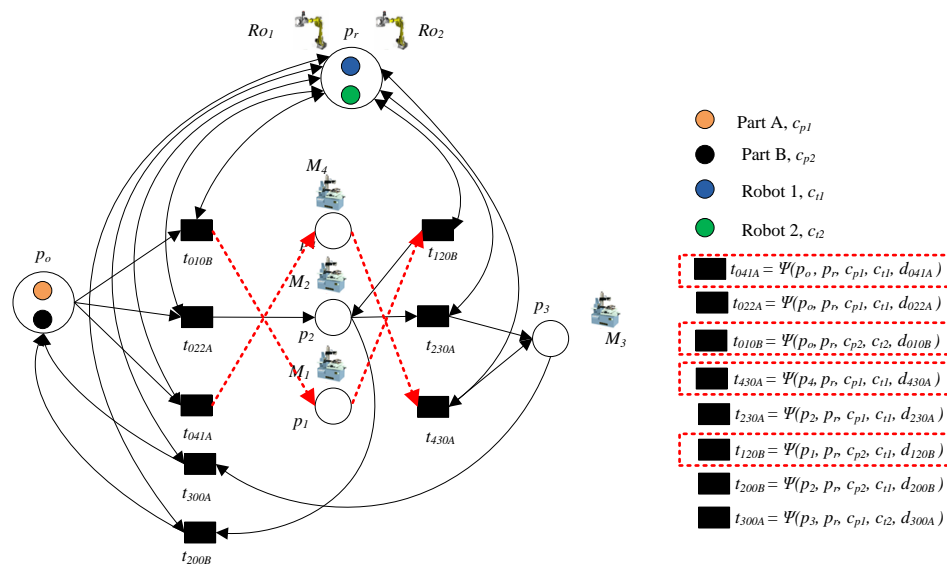 Ro1
pr
Ro2
M4
po
t010B
p
t120B
M2
t022A
p2
t230A
p3
M3
M1
t041A
p1
t430A
t300A
t200B
Part A, cp1
Part B, cp2
Robot 1, ct1
Robot 2, ct2
t041A = Ψ(po, pr, cp1, ct1, d041A)
t022A = Ψ(po, pr, cp1, ct1, d022A)
t010B = Ψ(po, pr, cp2, ct2, d010B)
t430A = Ψ(p4, pr, cp1, ct1, d430A)
t230A = Ψ(p2, pr, cp1, ct1, d230A)
t120B = Ψ(p1, pr, cp2, ct1, d120B)
t200B = Ψ(p2, pr, cp2, ct1, d200B)
t300A = Ψ(p3, pr, cp1, ct2, d300A)